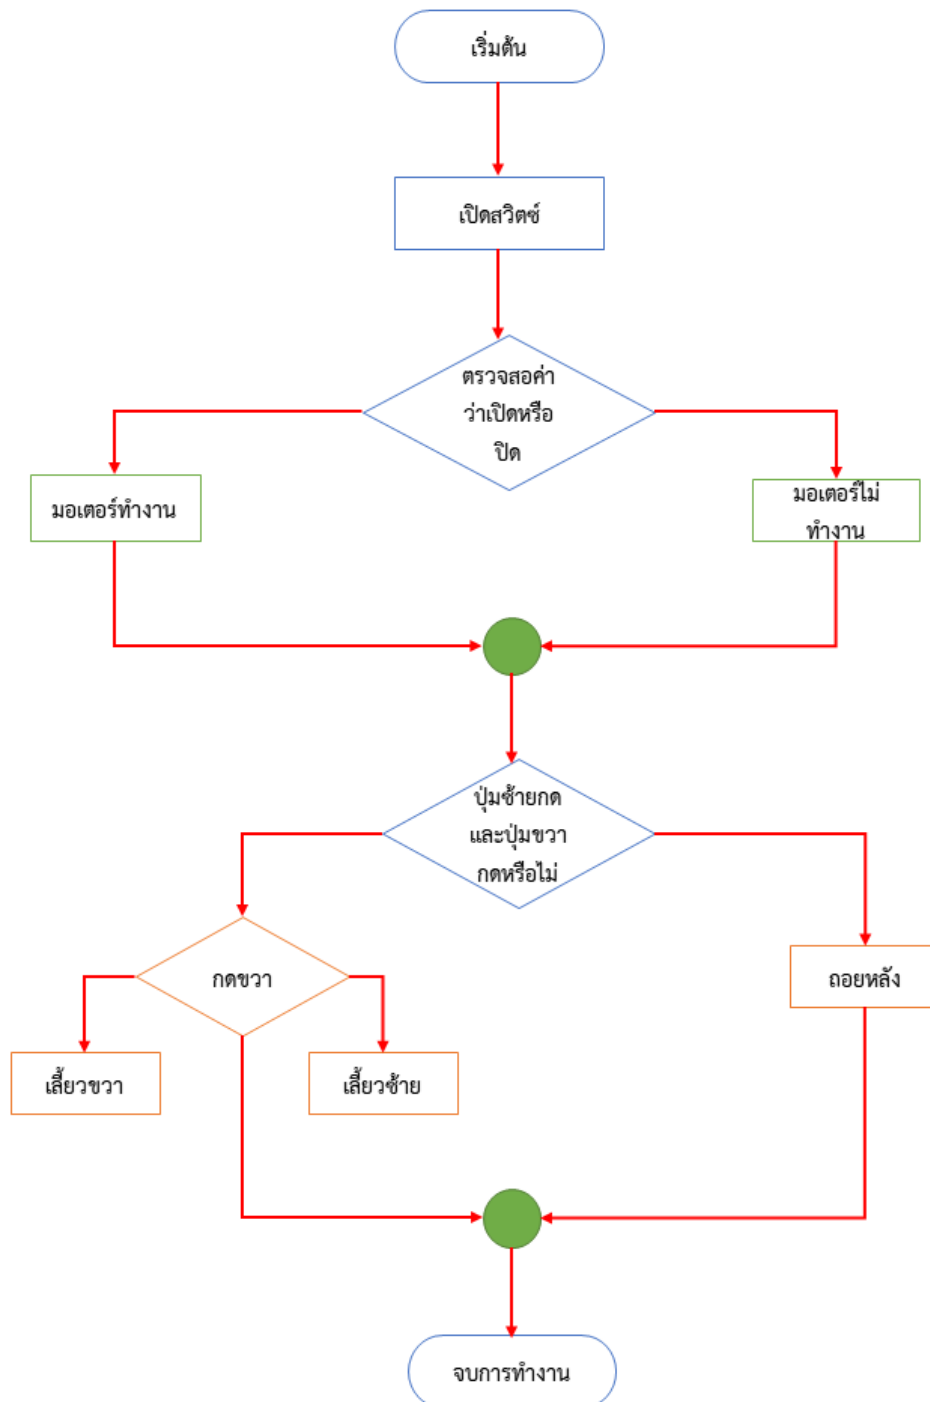 เริ่มต้น
เปิดสวิตซ์
ตรวจสอค่า
ว่าเปิดหรือ
ปิด
มอเตอร์ทำงาน
มอเตอร์ไม่
ทำงาน
ปุ่มซ้ายกด
และปุ่มขวา
กดหรือไม่
กดขวา
ถอยหลัง
เลี้ยวขวา
เลี้ยวซ้าย
จบการทำงาน